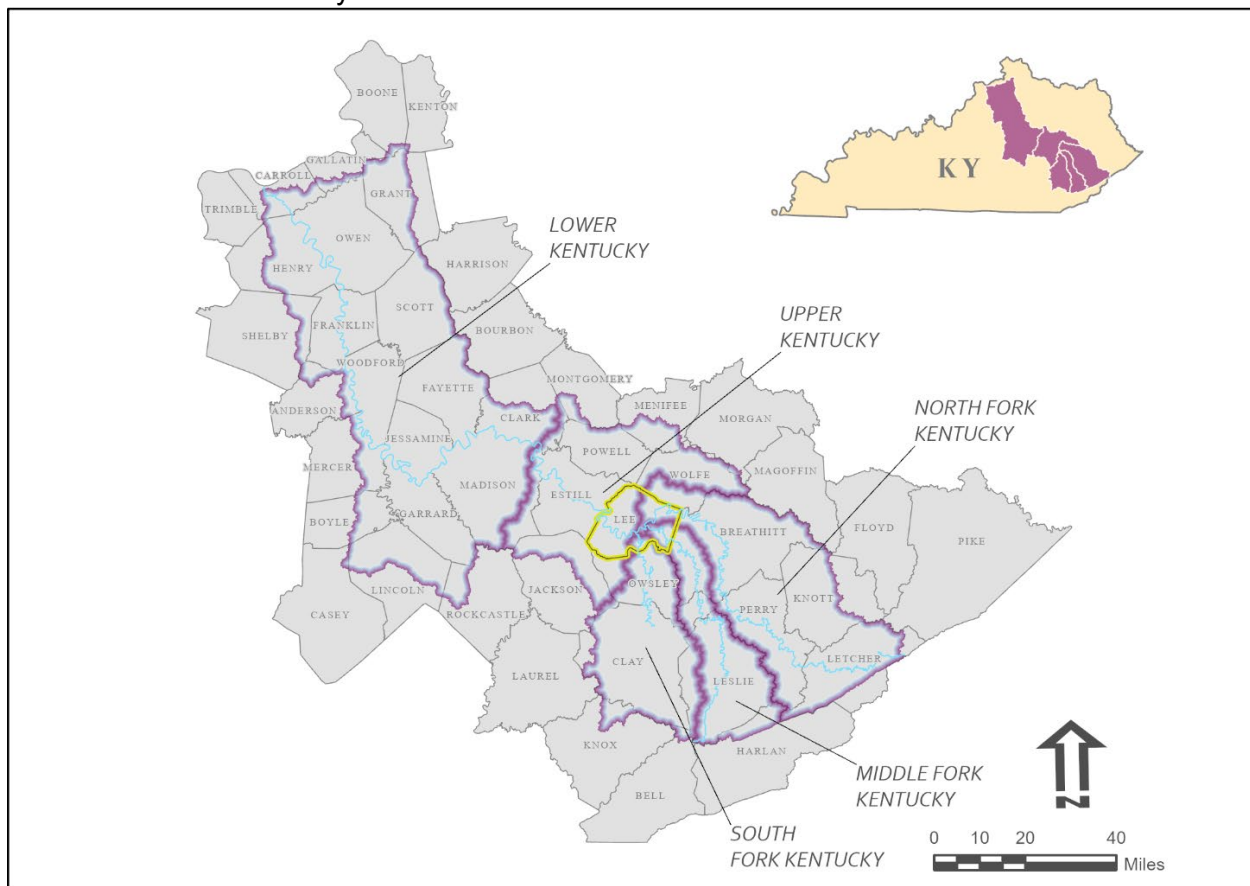 BOONE
KENTON
GALLATIN
CARROLL
GRANT
TRIMBLE
OWEN
HENRY
HARRISON
SCOTT
SHELBY
FRANKLIN
BOURBON
WOODFORD
FAYETTE
MONTGOMERY
ANDERSON
CLARK
MENIFEE
MORGAN
JESSAMINE
POWELL
MERCER
MADISON
WOLFE
MAGOFFIN
ESTILL
BOYLE
GARRARD
LEE
BREATHITT
FLOYD
PIKE
CASEY
LINCOLN
ROCKCASTLE
JACKSON
OWSLEY
PERRY
KNOTT
CLAY
LETCHER
LAUREL
LESLIE
KNOX
HARLAN
BELL
LOWER
KENTUCKY
UPPER
KENTUCKY
NORTH FORK
KENTUCKY
MIDDLE FORK
KENTUCKY
SOUTH
FORK KENTUCKY
KY
N
0 10 20 40
Miles